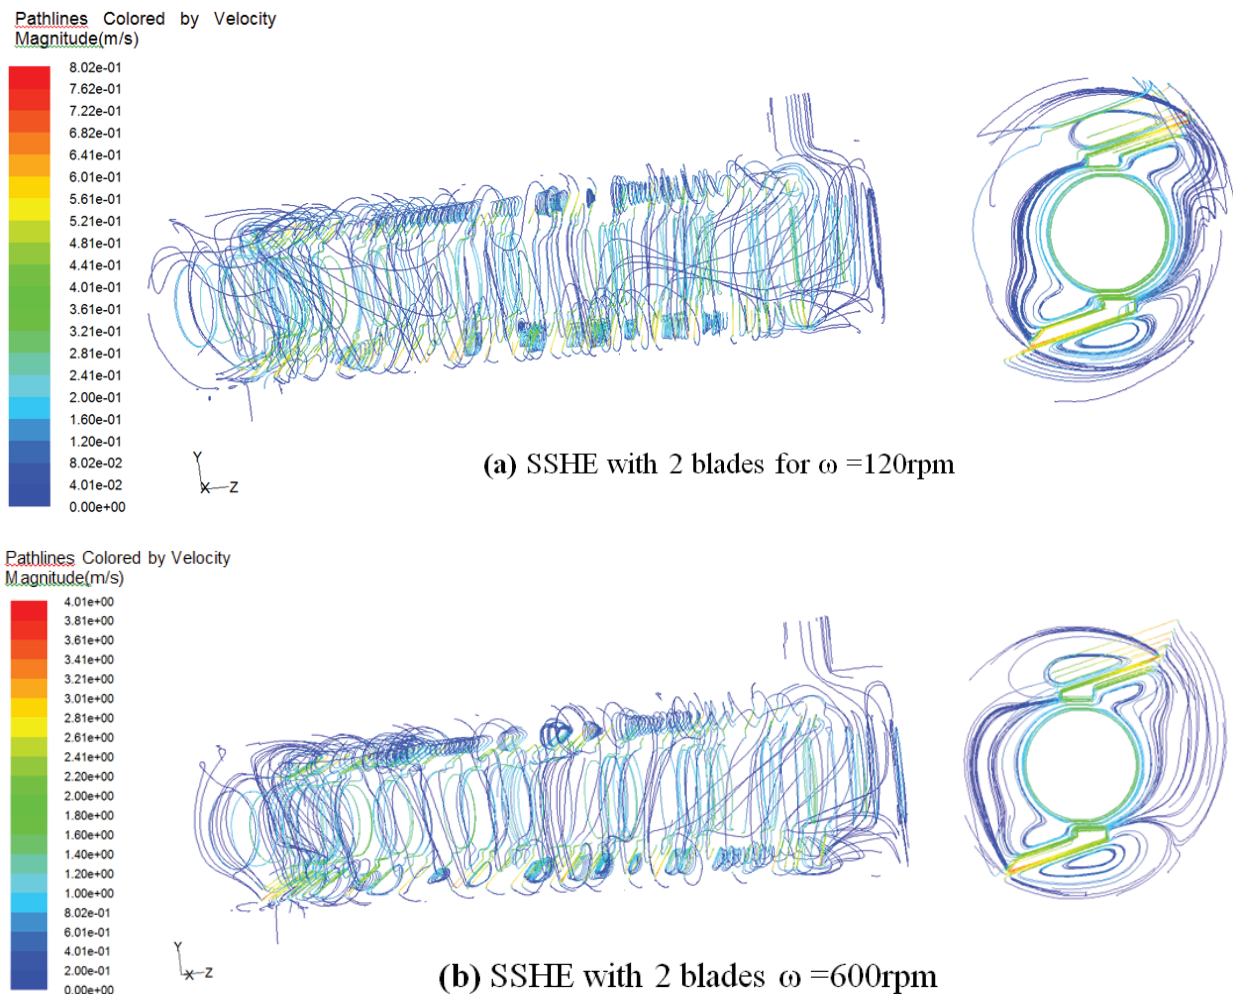 Pathlines Colored by Velocity
Magnitude(m/s)
8.02e-01
7.62e-01
7.22e-01
6.82e-01
6.41e-01
6.01e-01
5.61e-01
5.21e-01
4.81e-01
4.41e-01
4.01e-01
3.61e-01
3.21e-01
2.81e-01
2.41e-01
2.00e-01
1.60e-01
1.20e-01
8.02e-02
4.01e-02
0.00e+00
Y
X Z
(a) SSHE with 2 blades for ω =120rpm
Pathlines Colored by Velocity
Magnitude(m/s)
4.01e+00
3.81e+00
3.61e+00
3.41e+00
3.21e+00
3.01e+00
2.81e+00
2.61e+00
2.41e+00
2.20e+00
2.00e+00
1.80e+00
1.60e+00
1.40e+00
1.20e+00
1.00e+00
8.02e-01
6.01e-01
4.01e-01
2.00e-01
0.00e+00
Y
X Z
(b) SSHE with 2 blades ω =600rpm